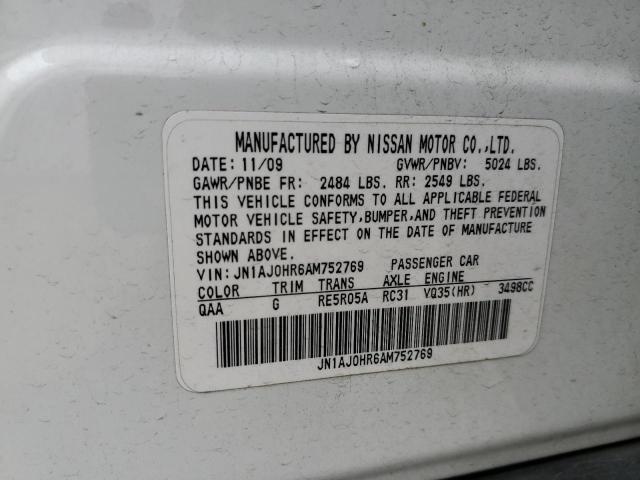 MANUFACTURED BY NISSAN MOTOR CO.,LTD.
DATE: 11/09 GVWR/PNBV: 5024 LBS.
GAWR/PNBE FR: 2484 LBS. RR: 2549 LBS.
THIS VEHICLE CONFORMS TO ALL APPLICABLE FEDERAL
MOTOR VEHICLE SAFETY,BUMPER,AND THEFT PREVENTION
STANDARDS IN EFFECT ON THE DATE OF MANUFACTURE
SHOWN ABOVE.
VIN: JN1AJ0HR6AM752769 PASSENGER CAR
COLOR TRIM TRANS AXLE ENGINE
QAA G RE5R05A RC31 VQ35(HR) 3498CC
JN1AJ0HR6AM752769